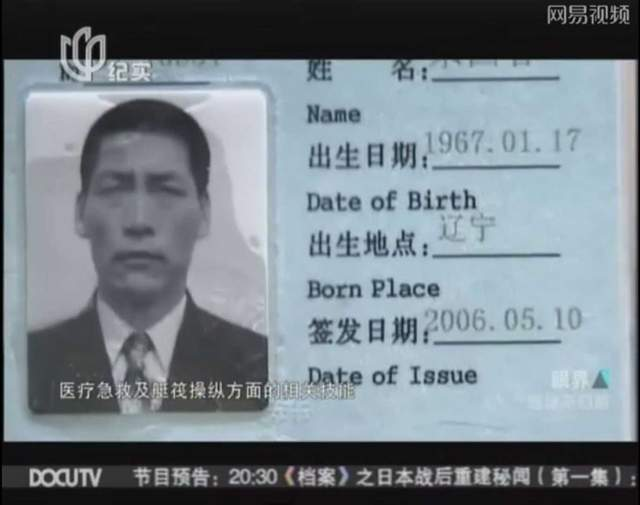 网易视频
纪实
姓 名:
Name
出生日期: 1967.01.17
Date of Birth
出生地点: 辽宁
Born Place
签发日期: 2006.05.10
Date of Issue
医疗急救及艇筏操纵方面的相关技能
眼界
DOCUTV 节目预告：20:30《档案》之日本战后重建秘闻（第一集）：